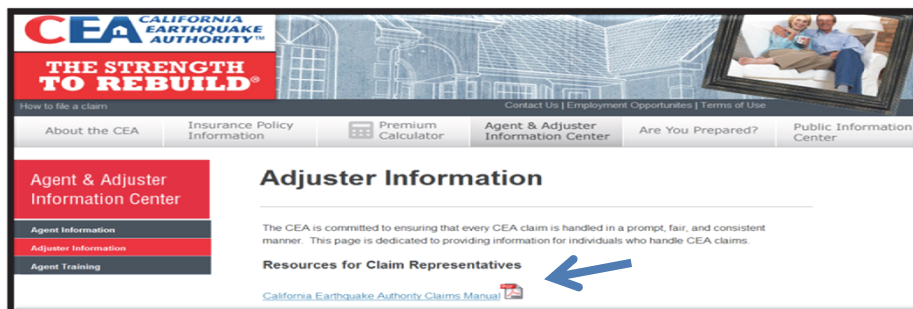 CEA CALIFORNIA
EARTHQUAKE
AUTHORITY™
THE STRENGTH
TO REBUILD®
How to file a claim
Contact Us | Employment Opportunites | Terms of Use
About the CEA
Insurance Policy
Information
Premium
Calculator
Agent & Adjuster
Information Center
Are You Prepared?
Public Information
Center
Agent & Adjuster
Information Center
Agent Information
Adjuster Information
Agent Training
Adjuster Information
The CEA is committed to ensuring that every CEA claim is handled in a prompt, fair, and consistent
manner. This page is dedicated to providing information for individuals who handle CEA claims.
Resources for Claim Representatives
California Earthquake Authority Claims Manual